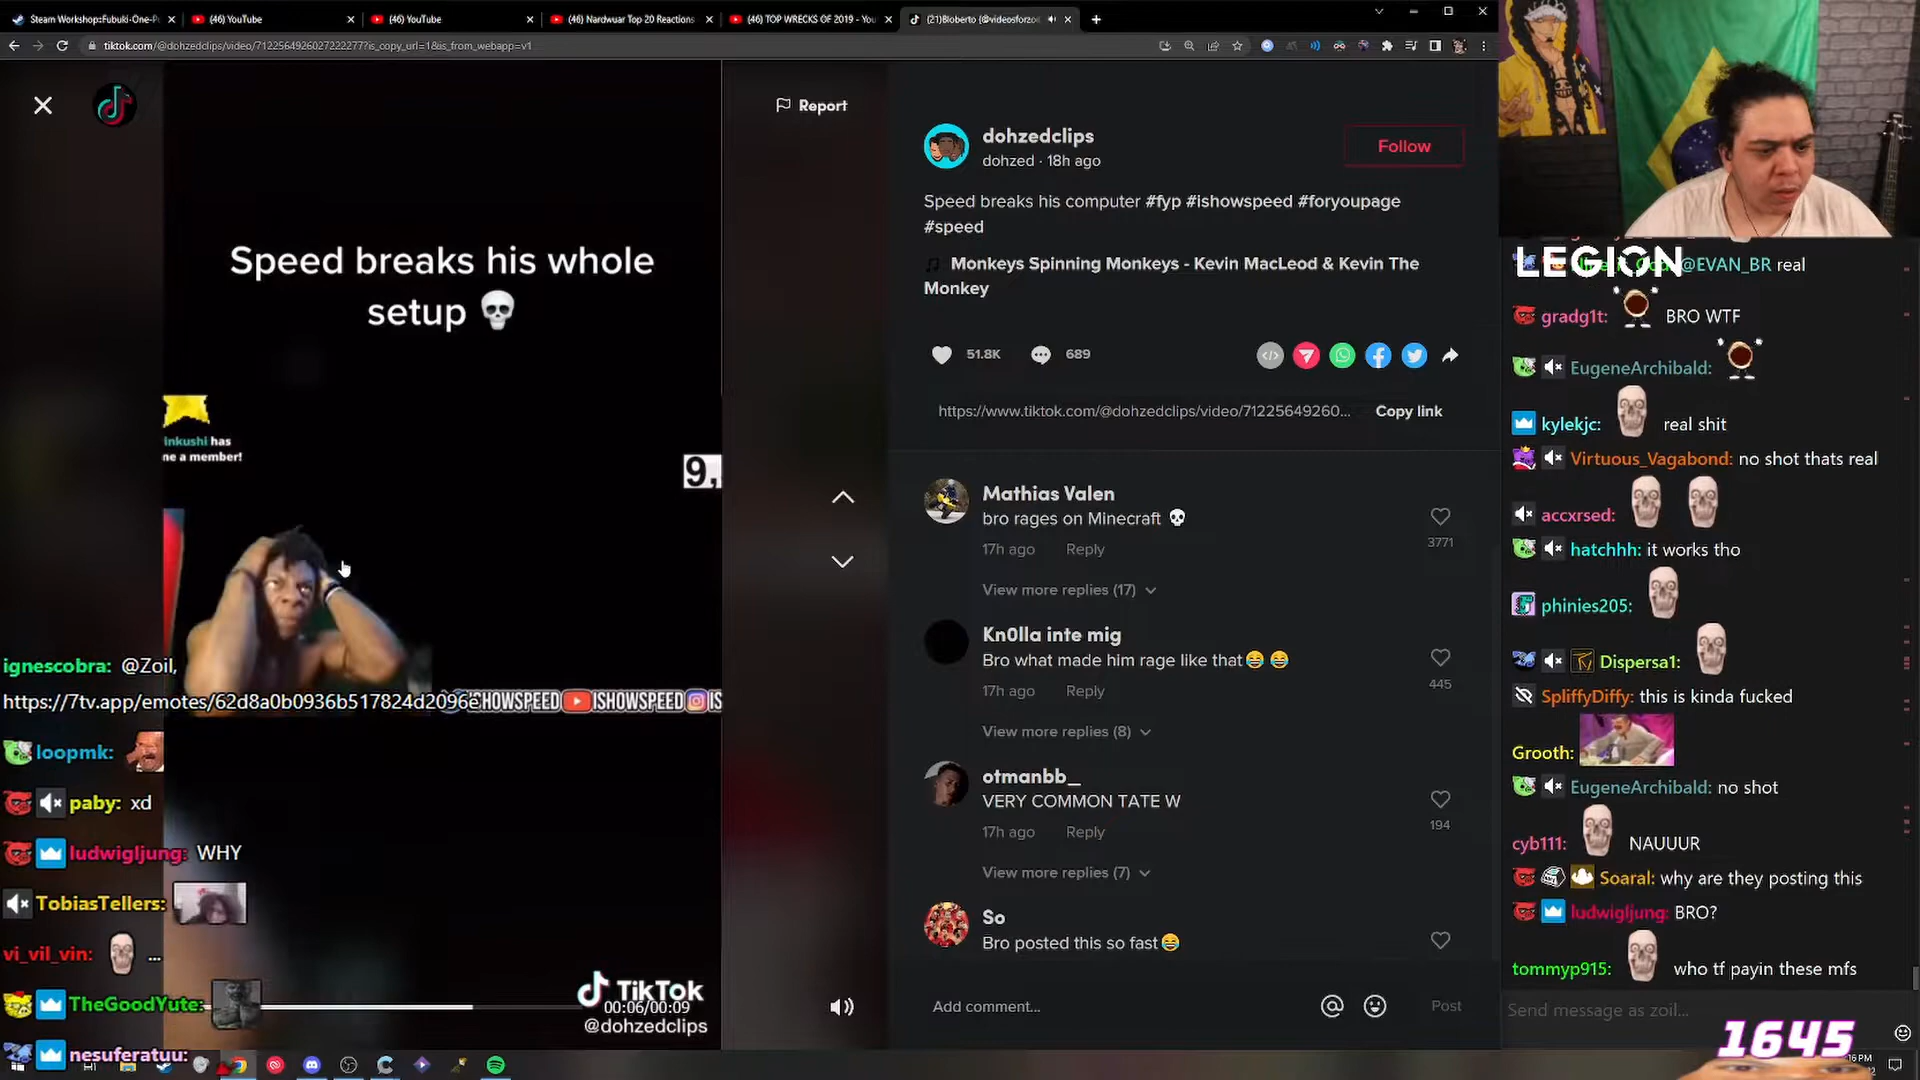 Steam Workshop:Fubuki-One-P
(46) YouTube
(46) YouTube
(46) Nardwuar Top 20 Reactions
(46) TOP WRECKS OF 2019 - You
(21)Bloberto (@videosforzo
tiktok.com/@dohzedclips/video/7122564926027222277?is_copy_url=1&is_from_webapp=v1
Speed breaks his whole
setup 💀
inkushi has
ne a member!
9,
ISHOWSPEED
ISHOWSPEED
IS
TikTok
00:06/00:09
@dohzedclips
ignescobra: @Zoil,
https://7tv.app/emotes/62d8a0b0936b517824d2096e
loopmk:
paby: xd
ludwigljung: WHY
TobiasTellers:
vi_vil_vin: ...
TheGoodYute:
nesuferatuu:
Report
dohzedclips
dohzed · 18h ago
Follow
Speed breaks his computer #fyp #ishowspeed #foryoupage
#speed
Monkeys Spinning Monkeys - Kevin MacLeod & Kevin The
Monkey
51.8K
689
https://www.tiktok.com/@dohzedclips/video/71225649260...
Copy link
Mathias Valen
bro rages on Minecraft 💀
17h ago Reply
3771
View more replies (17)
Kn0lla inte mig
Bro what made him rage like that😂 😂
17h ago Reply
445
View more replies (8)
otmanbb_
VERY COMMON TATE W
17h ago Reply
194
View more replies (7)
So
Bro posted this so fast😂
Add comment...
Post
LEGION
@EVAN_BR real
gradg1t: BRO WTF
EugeneArchibald:
kylekjc: real shit
Virtuous_Vagabond: no shot thats real
accxrsed:
hatchhh: it works tho
phinies205:
Dispersa1:
SpliffyDiffy: this is kinda fucked
Grooth:
EugeneArchibald: no shot
cyb111: NAUUUR
Soaral: why are they posting this
ludwigljung: BRO?
tommyp915: who tf payin these mfs
Send message as zoil...
1645